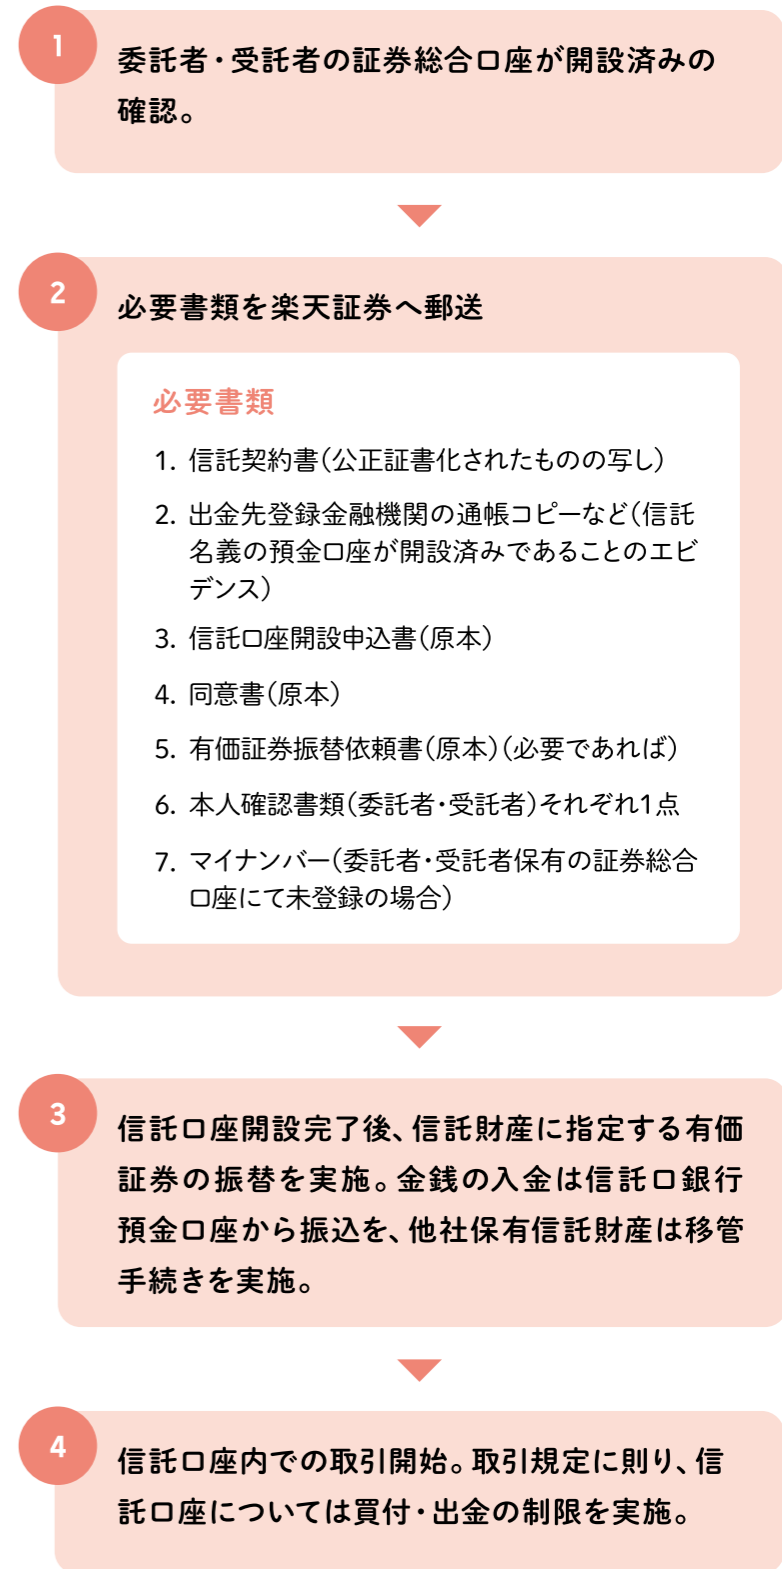 1
委託者・受託者の証券総合口座が開設済みの
確認。
2
必要書類を楽天証券へ郵送
必要書類
1. 信託契約書(公正証書化されたものの写し)
2. 出金先登録金融機関の通帳コピーなど(信託
名義の預金口座が開設済みであることのエビ
デンス)
3. 信託口座開設申込書(原本)
4. 同意書(原本)
5. 有価証券振替依頼書(原本)(必要であれば)
6. 本人確認書類(委託者・受託者)それぞれ1点
7. マイナンバー(委託者・受託者保有の証券総合
口座にて未登録の場合)
3
信託口座開設完了後、信託財産に指定する有価
証券の振替を実施。金銭の入金は信託口銀行
預金口座から振込を、他社保有信託財産は移管
手続きを実施。
4
信託口座内での取引開始。取引規定に則り、信
託口座については買付・出金の制限を実施。